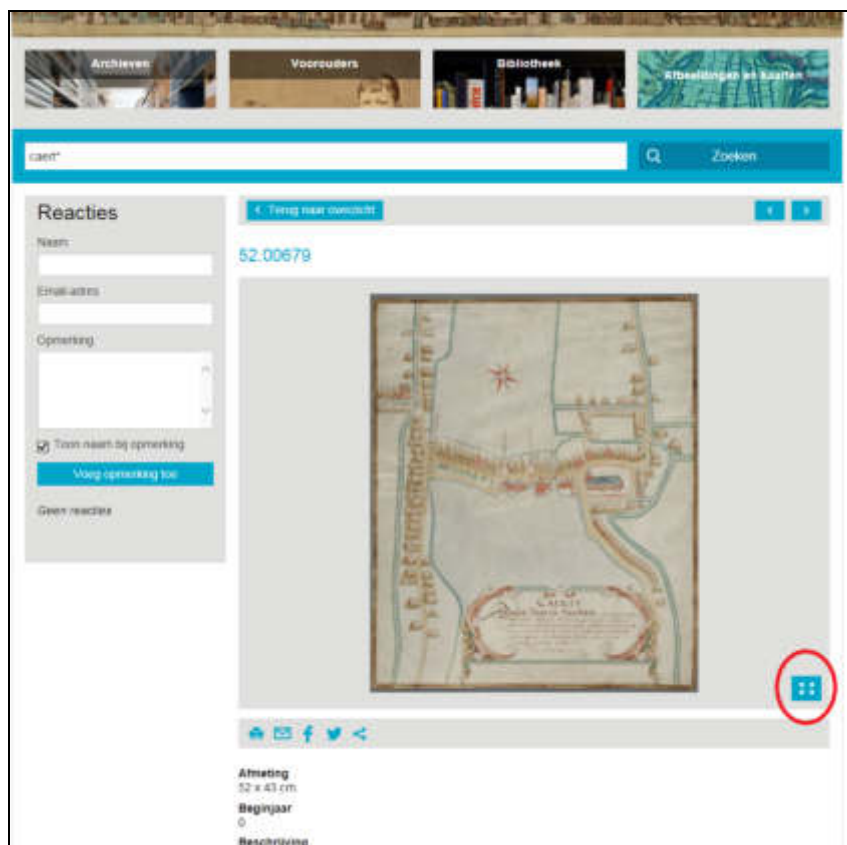 Archieven
Voorouders
Bibliotheek
Afbeeldingen en kaarten
caert*
Zoeken
Reacties
Naam
Email-adres
Opmerking
Toon naam bij opmerking
Voeg opmerking toe
Geen reacties
Terug naar overzicht
52.00679
Afmeting
52 x 43 cm
Beginjaar
0
Beschrijving